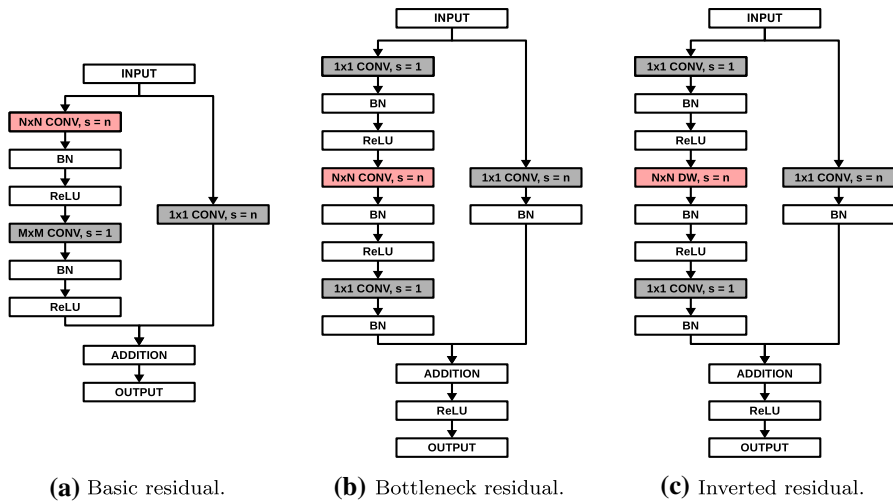 INPUT
NxN CONV, s = n
BN
ReLU
MxM CONV, s = 1
BN
ReLU
1x1 CONV, s = n
ADDITION
OUTPUT
(a) Basic residual.
INPUT
1x1 CONV, s = 1
BN
ReLU
NxN CONV, s = n
BN
ReLU
1x1 CONV, s = 1
BN
1x1 CONV, s = n
BN
ADDITION
ReLU
OUTPUT
(b) Bottleneck residual.
INPUT
1x1 CONV, s = 1
BN
ReLU
NxN DW, s = n
BN
ReLU
1x1 CONV, s = 1
BN
1x1 CONV, s = n
BN
ADDITION
ReLU
OUTPUT
(c) Inverted residual.